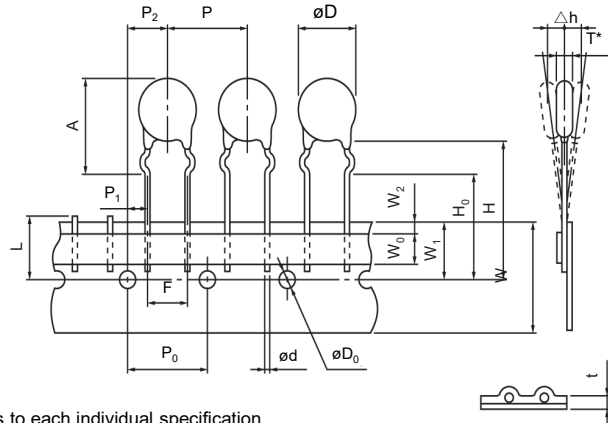 P₂
P
øD
△h
T*
A
P₁
L
W₂
W₀
W₁
H₀
H
W
F
P₀
ød
øD₀
t
s to each individual specification